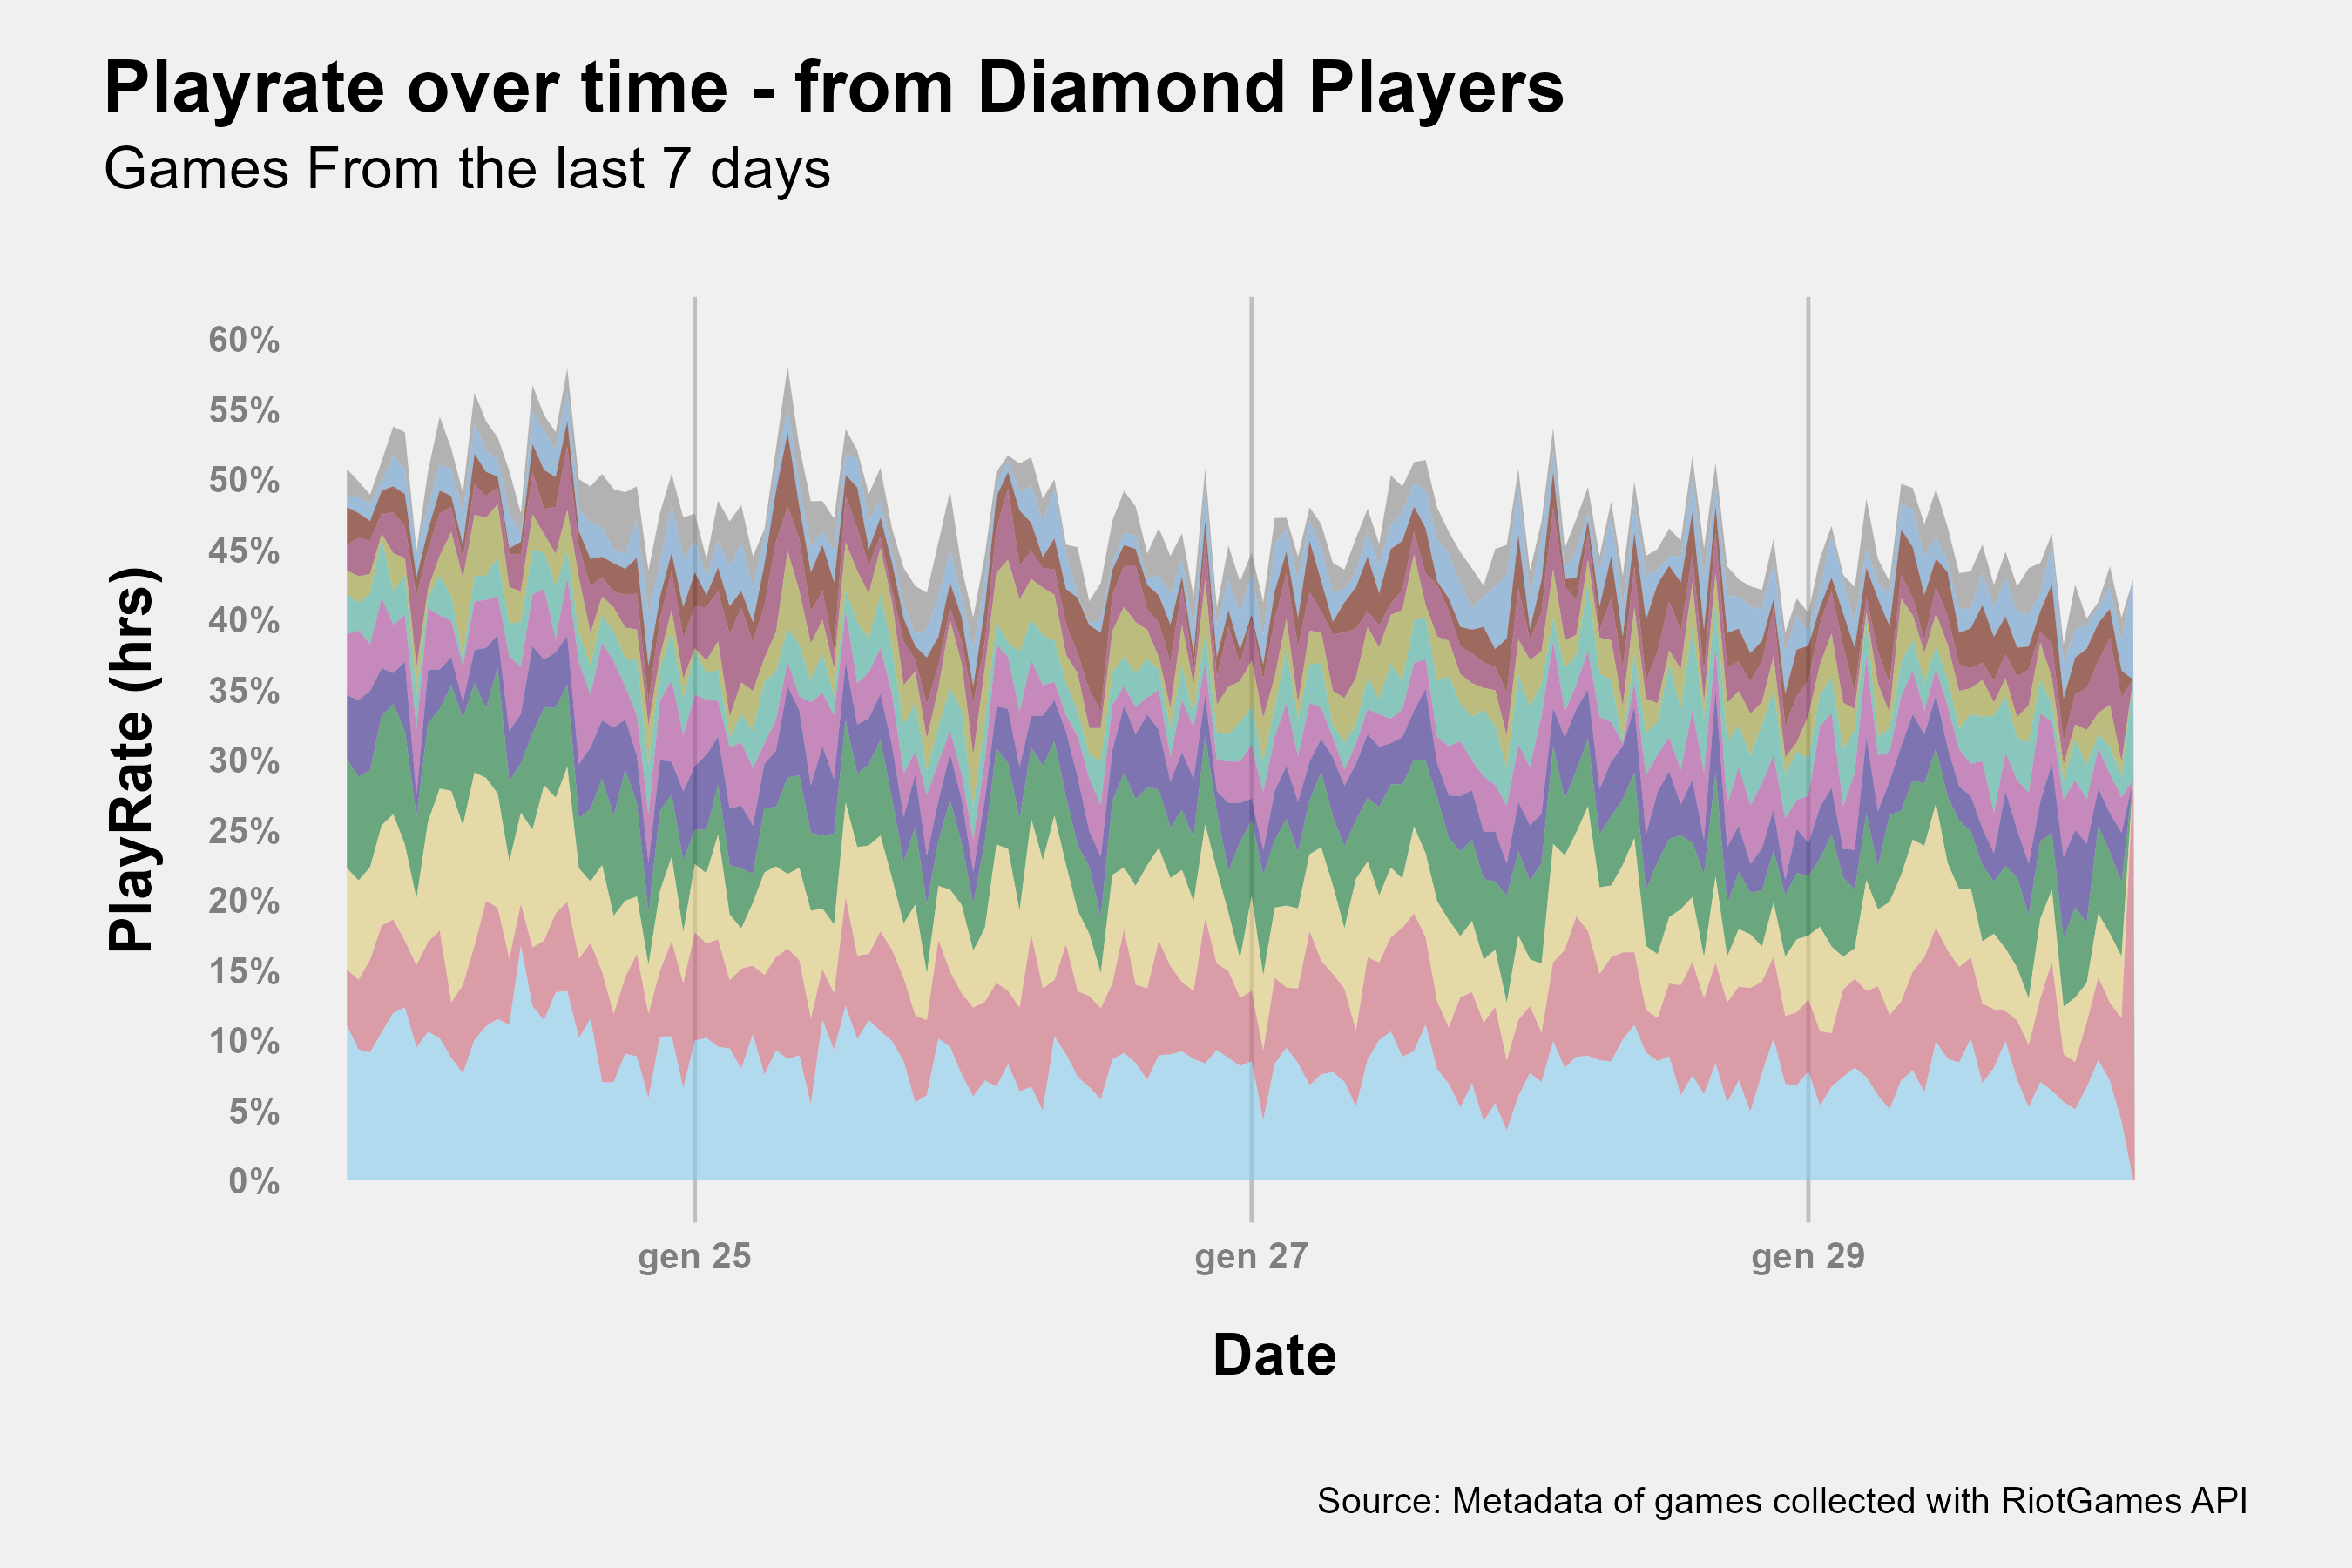 Playrate over time - from Diamond Players
Games From the last 7 days
PlayRate (hrs)
60%
55%
50%
45%
40%
35%
30%
25%
20%
15%
10%
5%
0%
gen 25
gen 27
gen 29
Date
Source: Metadata of games collected with RiotGames API